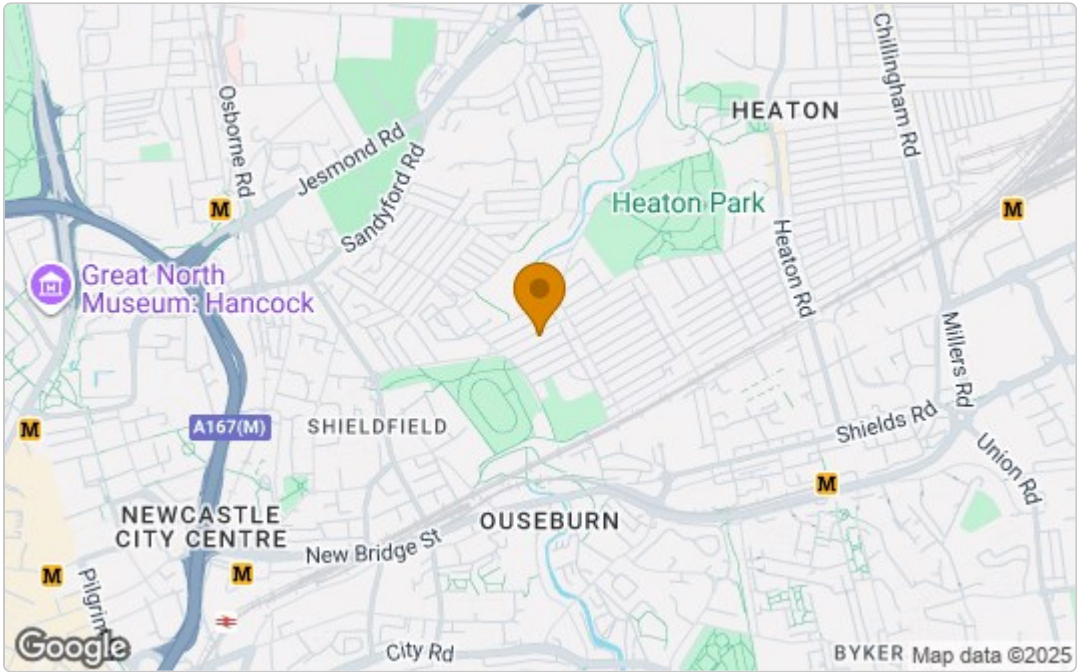 Chillingham Rd
HEATON
Osborne Rd
Jesmond Rd
Sandyford Rd
M
M
Heaton Park
Heaton Rd
Great North
Museum: Hancock
Millers Rd
A167(M)
SHIELDFIELD
M
Shields Rd
Union Rd
M
NEWCASTLE
CITY CENTRE
OUSEBURN
New Bridge St
M
M
Pilgrim
City Rd
Google
BYKER
Map data ©2025